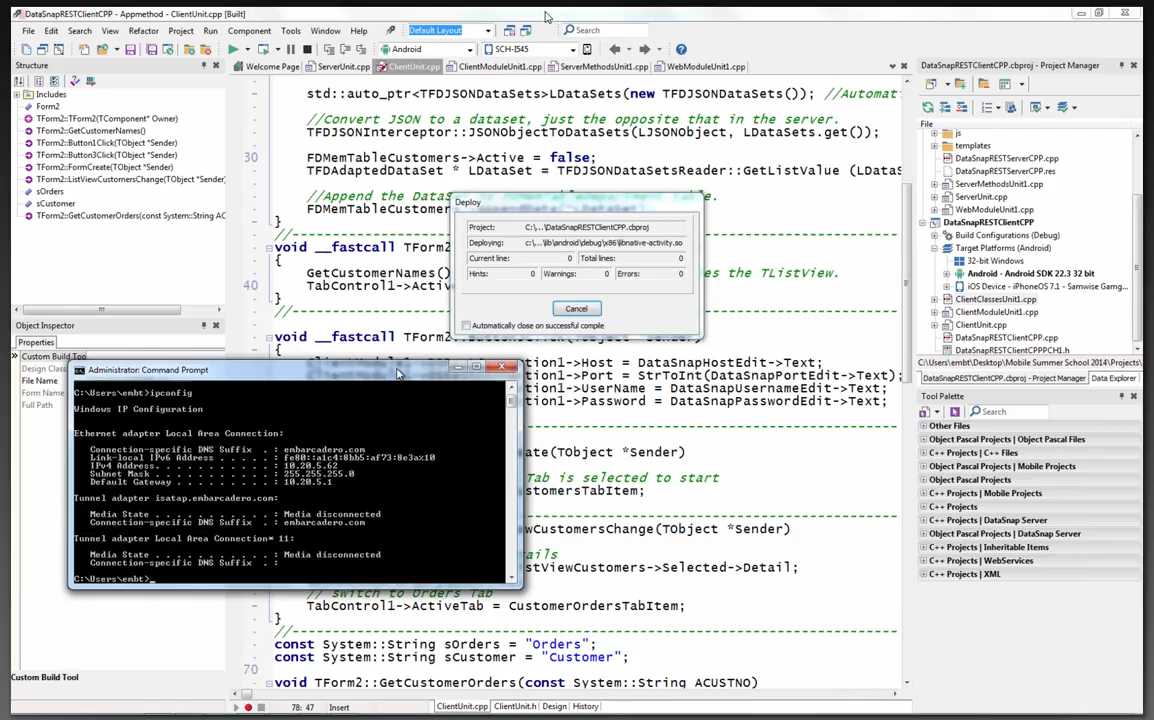 DataSnapRESTClientCPP - Appmethod - ClientUnit.cpp [Built]
File Edit Search View Refactor Project Run Component Tools Window Help Default Layout Search
Android SCH-I545
Structure
Welcome Page ServerUnit.cpp ClientUnit.cpp ClientModuleUnit1.cpp ServerMethodsUnit1.cpp WebModuleUnit1.cpp
Includes
Form2
TForm2::TForm2(TComponent* Owner)
TForm2::GetCustomerNames()
TForm2::Button1Click(TObject *Sender)
TForm2::Button3Click(TObject *Sender)
TForm2::FormCreate(TObject *Sender)
TForm2::ListViewCustomersChange(TObject *Sender)
sOrders
sCustomer
TForm2::GetCustomerOrders(const System::String AC
Object Inspector
Properties
Custom Build Too
Design Class
File Name
Form Name
Full Path
Custom Build Tool
std::auto_ptr<TFDJSONDataSets>LDataSets(new TFDJSONDataSets()); //Automat
//Convert JSON to a dataset, just the opposite that in the server.
TFDJSONInterceptor::JSONObjectToDataSets(LJSONObject, LDataSets.get());
30 FDMemTableCustomers->Active = false;
TFDAdaptedDataSet * LDataSet = TFDJSONDataSetsReader::GetListValue (LDa
//Append the DataS
FDMemTableCustomer
}
//
void __fastcall TForm2
{
GetCustomerNames() es the TListView.
40 TabControl1->Activ
}
//
void __fastcall TForm2
{
ction1->Host = DataSnapHostEdit->Text;
ction1->Port = StrToInt(DataSnapPortEdit->Text);
ction1->UserName = DataSnapUsernameEdit->Text;
ction1->Password = DataSnapPasswordEdit->Text;
ate(TObject *Sender)
Tab is selected to start
stomersTabItem;
wCustomersChange(TObject *Sender)
ails
stViewCustomers->Selected->Detail;
// switch to Orders Tab
TabControl1->ActiveTab = CustomerOrdersTabItem;
}
//
const System::String sOrders = "Orders";
const System::String sCustomer = "Customer";
70
void TForm2::GetCustomerOrders(const System::String ACUSTNO)
78: 47 Insert ClientUnit.cpp ClientUnit.h Design History
Deploy
Project: C:\...\DataSnapRESTClientCPP.cbproj
Deploying: c:\...\lib\android\debug\x86\libnative-activity.so
Current line: 0 Total lines: 0
Hints: 0 Warnings: 0 Errors: 0
Cancel
Automatically close on successful compile
Administrator: Command Prompt
C:\Users\embt>ipconfig
Windows IP Configuration
Ethernet adapter Local Area Connection:
Connection-specific DNS Suffix . : embarcadero.com
Link-local IPv6 Address . . . . . : fe80::a1c4:8bb5:af73:8e3a%10
IPv4 Address. . . . . . . . . . . : 10.20.5.62
Subnet Mask . . . . . . . . . . . : 255.255.255.0
Default Gateway . . . . . . . . . : 10.20.5.1
Tunnel adapter isatap.embarcadero.com:
Media State . . . . . . . . . . . : Media disconnected
Connection-specific DNS Suffix . : embarcadero.com
Tunnel adapter Local Area Connection* 11:
Media State . . . . . . . . . . . : Media disconnected
Connection-specific DNS Suffix . :
C:\Users\embt>_
DataSnapRESTClientCPP.cbproj - Project Manager
File
js
templates
DataSnapRESTServerCPP.cpp
DataSnapRESTServerCPP.res
ServerMethodsUnit1.cpp
ServerUnit.cpp
WebModuleUnit1.cpp
DataSnapRESTClientCPP
Build Configurations (Debug)
Target Platforms (Android)
32-bit Windows
Android - Android SDK 22.3 32 bit
iOS Device - iPhoneOS 7.1 - Samwise Gamg...
ClientClassesUnit1.cpp
ClientModuleUnit1.cpp
ClientUnit.cpp
DataSnapRESTClientCPP.cpp
DataSnapRESTClientCPPPCH1.h
C:\Users\embt\Desktop\Mobile Summer School 2014\Projects\
DataSnapRESTClientCPP.cbproj - Project Manager Data Explorer
Tool Palette
Search
Other Files
Object Pascal Projects | Object Pascal Files
C++ Projects | C++ Files
Object Pascal Projects | Mobile Projects
Object Pascal Projects
C++ Projects | Mobile Projects
C++ Projects
C++ Projects | DataSnap Server
Object Pascal Projects | DataSnap Server
C++ Projects | Inheritable Items
C++ Projects | WebServices
C++ Projects | XML